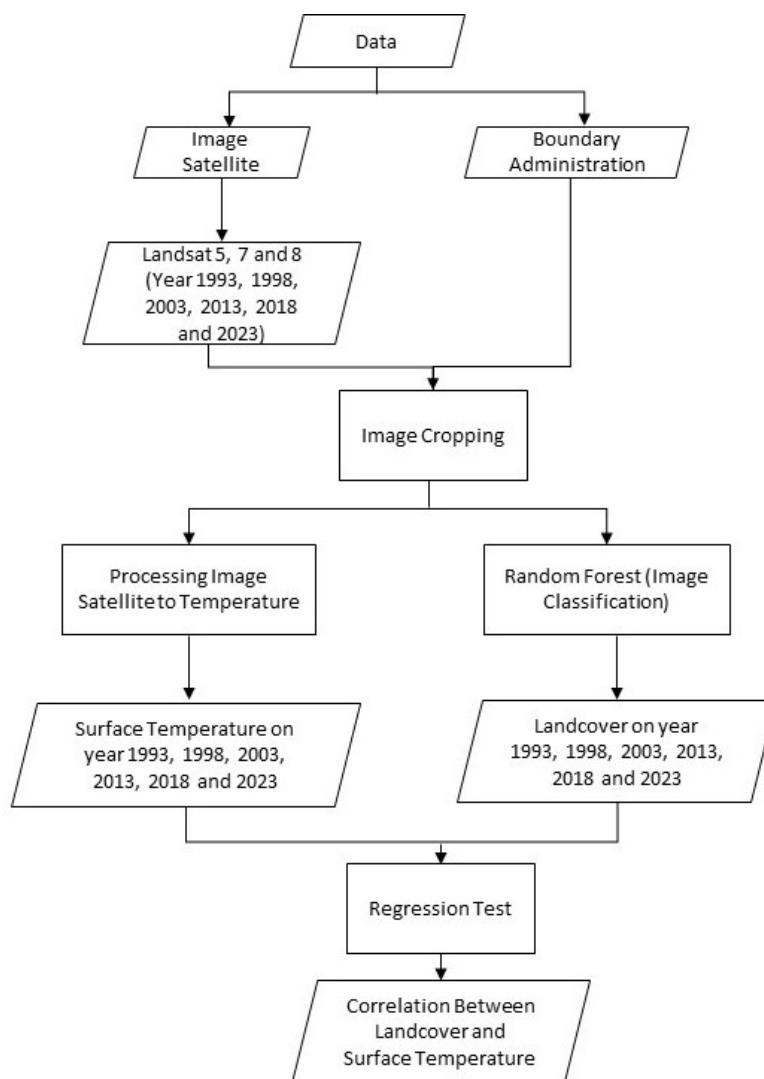 Data
Image
Satellite
Boundary
Administration
Landsat 5, 7 and 8
(Year 1993, 1998,
2003, 2013, 2018
and 2023)
Image Cropping
Processing Image
Satellite to Temperature
Random Forest (Image
Classification)
Surface Temperature on
year 1993, 1998, 2003,
2013, 2018 and 2023
Landcover on year
1993, 1998, 2003, 2013,
2018 and 2023
Regression Test
Correlation Between
Landcover and
Surface Temperature